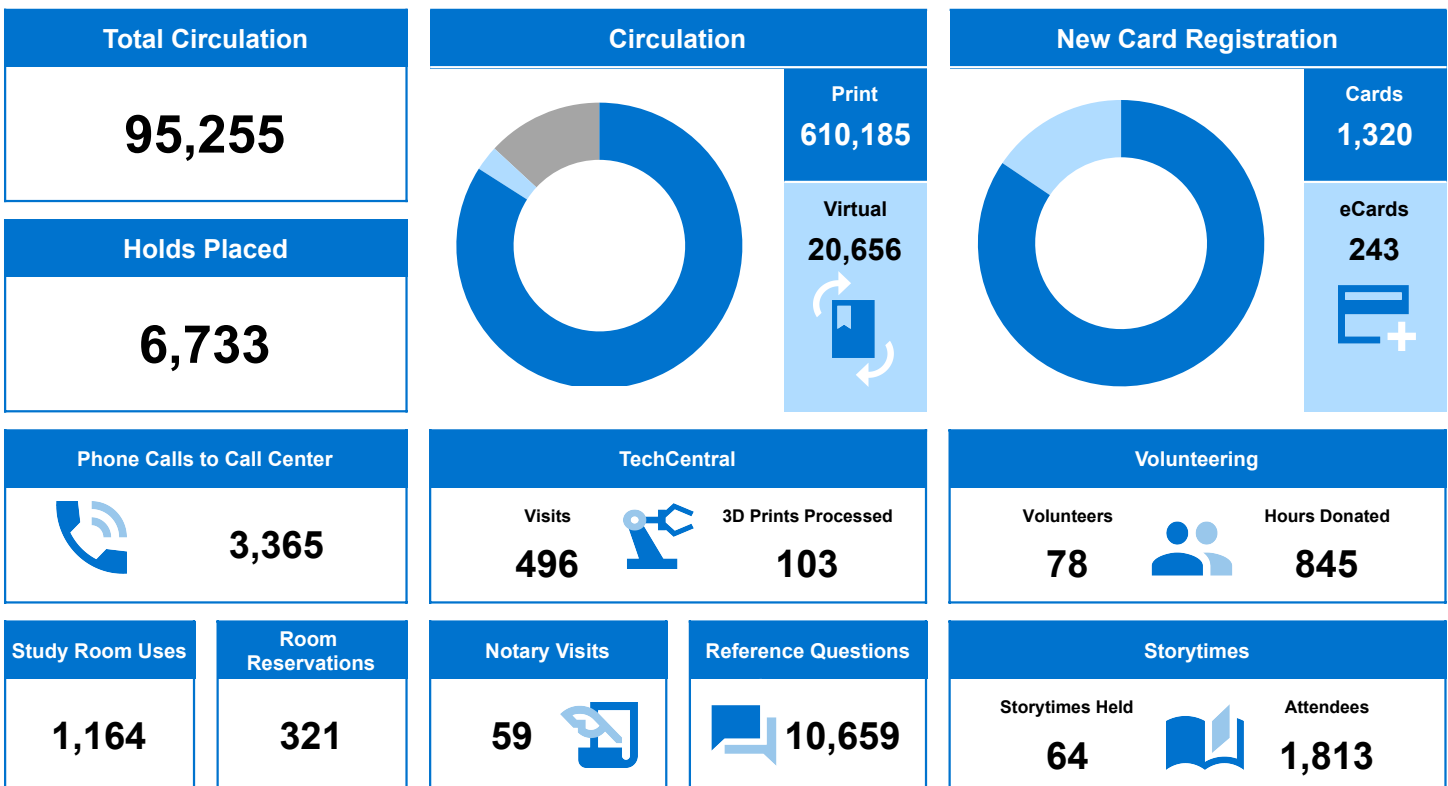 Total Circulation
95,255
Circulation
Print
610,185
Virtual
20,656
New Card Registration
Cards
1,320
eCards
243
Holds Placed
6,733
Phone Calls to Call Center
3,365
TechCentral
Visits
496
3D Prints Processed
103
Volunteering
Volunteers
78
Hours Donated
845
Study Room Uses
1,164
Room
Reservations
321
Notary Visits
59
Reference Questions
10,659
Storytimes
Storytimes Held
64
Attendees
1,813